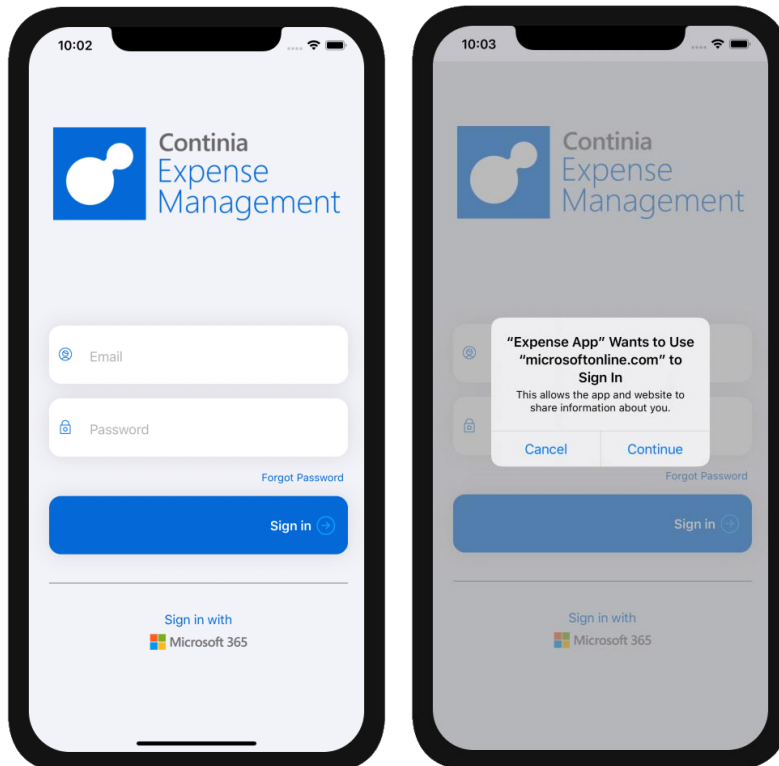 10:02
Continia
Expense
Management
Email
Password
Forgot Password
Sign in
Sign in with
Microsoft 365
10:03
Continia
Expense
Management
"Expense App" Wants to Use
"microsoftonline.com" to
Sign In
This allows the app and website to
share information about you.
Cancel
Continue
Forgot Password
Sign in
Sign in with
Microsoft 365